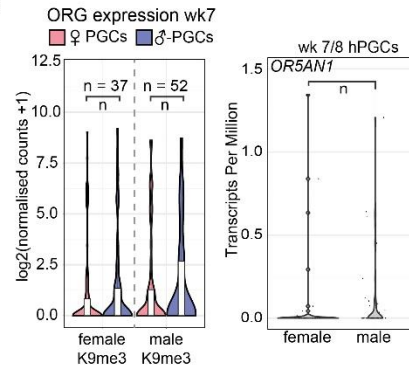 ORG expression wk7
♀ PGCs ♂-PGCs
log2(normalised counts +1)
12.5
10.0
7.5
5.0
2.5
0.0
n = 37 n = 52
n n
female male
K9me3 K9me3
wk 7/8 hPGCs
OR5AN1
n
Transcripts Per Million
1.5
1.0
0.5
0.0
female male